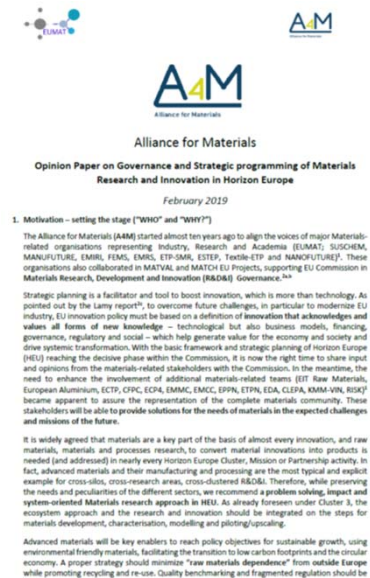 EUMAT
A4M
Alliance for Materials
A4M
Alliance for Materials
Alliance for Materials
Opinion Paper on Governance and Strategic programming of Materials
Research and Innovation in Horizon Europe
February 2019
1. Motivation – setting the stage ("WHO" and "WHY?")
The Alliance for Materials (A4M) started almost ten years ago to align the voices of major Materials-
related organisations representing Industry, Research and Academia (EUMAT; SUSCHEM,
MANUFUTURE, EMIRI, FEMS, EMRS, ETP-SMR, ESTEP, Textile-ETP and NANOFUTURE)¹. These
organisations also collaborated in MATVAL and MATCH EU Projects, supporting EU Commission in
Materials Research, Development and Innovation (R&D&I) Governance.
Strategic planning is a facilitator and tool to boost innovation, which is more than technology. As
pointed out by the Lamy report, to overcome future challenges, in particular to modernize EU
industry, EU innovation policy must be based on a definition of innovation that acknowledges and
values all forms of new knowledge – technological but also business models, financing,
governance, regulatory and social – which help generate value for the economy and society and
drive systemic transformation. With the basic framework and strategic planning of Horizon Europe
(HEU) reaching the decisive phase within the Commission, it is now the right time to share input
and opinions from the materials-related stakeholders with the Commission. In the meantime, the
need to enhance the involvement of additional materials-related teams (EIT Raw Materials,
European Aluminium, ECTP, CFPC, ECP4, EMMC, EMCC, EPPN, ETPN, EDA, CLEPA, KMM-VIN, RISK)
became apparent to assure the representation of the complete materials community. These
stakeholders will be able to provide solutions for the needs of materials in the expected challenges
and missions of the future.
It is widely agreed that materials are a key part of the basis of almost every innovation, and raw
materials, materials and processes research, to convert material innovations into products is
needed (and addressed) in nearly every Horizon Europe Cluster, Mission or Partnership activity. In
fact, advanced materials and their manufacturing and processing are the most typical and explicit
example for cross-silos, cross-research areas, cross-clustered R&D&I. Therefore, while preserving
the needs and peculiarities of the different sectors, we recommend a problem solving, impact and
system-oriented Materials research approach in HEU. As already foreseen under Cluster 3, the
ecosystem approach and the research and innovation should be integrated on the steps for
materials development, characterisation, modelling and piloting/upscaling.
Advanced materials will be key enablers to reach policy objectives for sustainable growth, using
environmental friendly materials, facilitating the transition to low carbon footprints and the circular
economy. A proper strategy should minimize "raw materials dependence" from outside Europe
while promoting recycling and re-use. Quality benchmarking and fragmented regulation should be